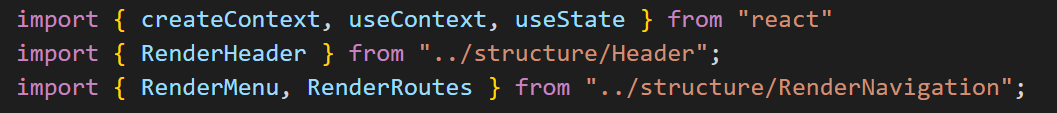 import { createContext, useContext, useState } from "react"
import { RenderHeader } from "../structure/Header";
import { RenderMenu, RenderRoutes } from "../structure/RenderNavigation";